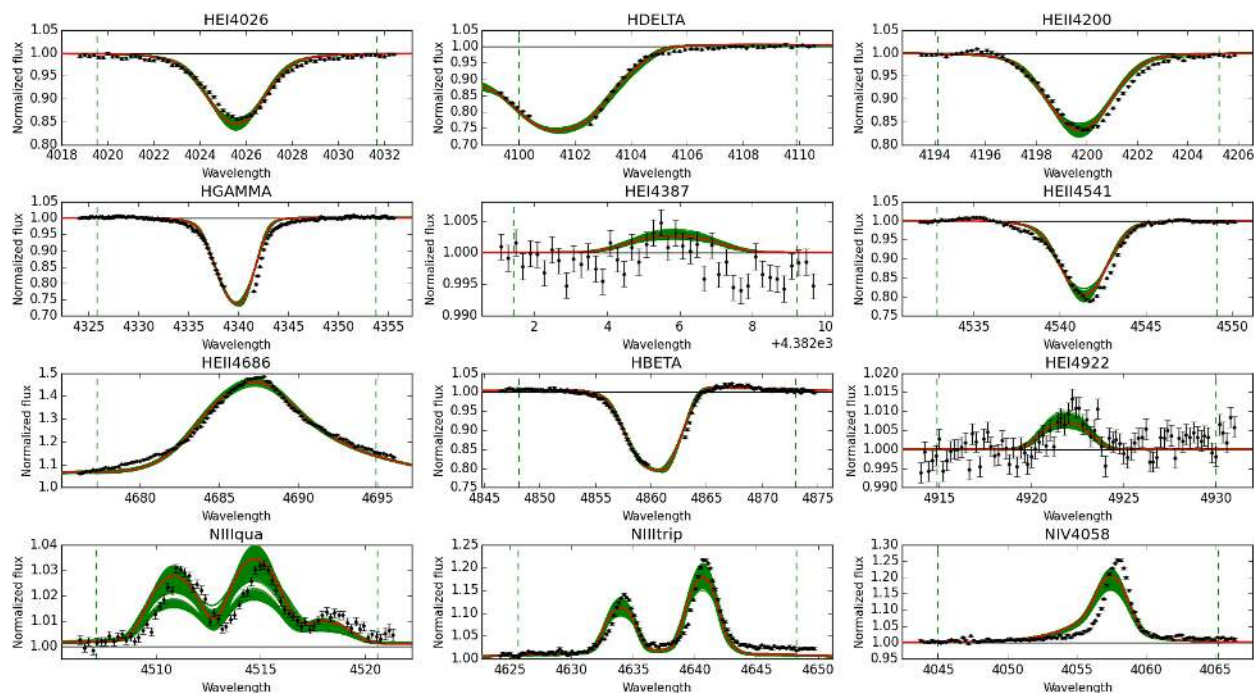 HEI4026
HDELTA
HEII4200
Normalized flux
1.05
1.00
0.95
0.90
0.85
0.80
4018 4020 4022 4024 4026 4028 4030 4032
Wavelength
Normalized flux
1.05
1.00
0.95
0.90
0.85
0.80
0.75
0.70
4100 4102 4104 4106 4108 4110
Wavelength
Normalized flux
1.05
1.00
0.95
0.90
0.85
0.80
4194 4196 4198 4200 4202 4204 4206
Wavelength
HGAMMA
HEI4387
HEII4541
Normalized flux
1.05
1.00
0.95
0.90
0.85
0.80
0.75
0.70
4325 4330 4335 4340 4345 4350 4355
Wavelength
Normalized flux
1.005
1.000
0.995
0.990
2 4 6 8 10
+4.382e3
Wavelength
Normalized flux
1.05
1.00
0.95
0.90
0.85
0.80
0.75
4535 4540 4545 4550
Wavelength
HEII4686
HBETA
HEI4922
Normalized flux
1.5
1.4
1.3
1.2
1.1
1.0
4680 4685 4690 4695
Wavelength
Normalized flux
1.05
1.00
0.95
0.90
0.85
0.80
0.75
4845 4850 4855 4860 4865 4870 4875
Wavelength
Normalized flux
1.020
1.015
1.010
1.005
1.000
0.995
0.990
4915 4920 4925 4930
Wavelength
NIIIqua
NIIItrip
NIV4058
Normalized flux
1.04
1.03
1.02
1.01
1.00
4510 4515 4520
Wavelength
Normalized flux
1.25
1.20
1.15
1.10
1.05
1.00
4625 4630 4635 4640 4645 4650
Wavelength
Normalized flux
1.30
1.25
1.20
1.15
1.10
1.05
1.00
0.95
4045 4050 4055 4060 4065
Wavelength